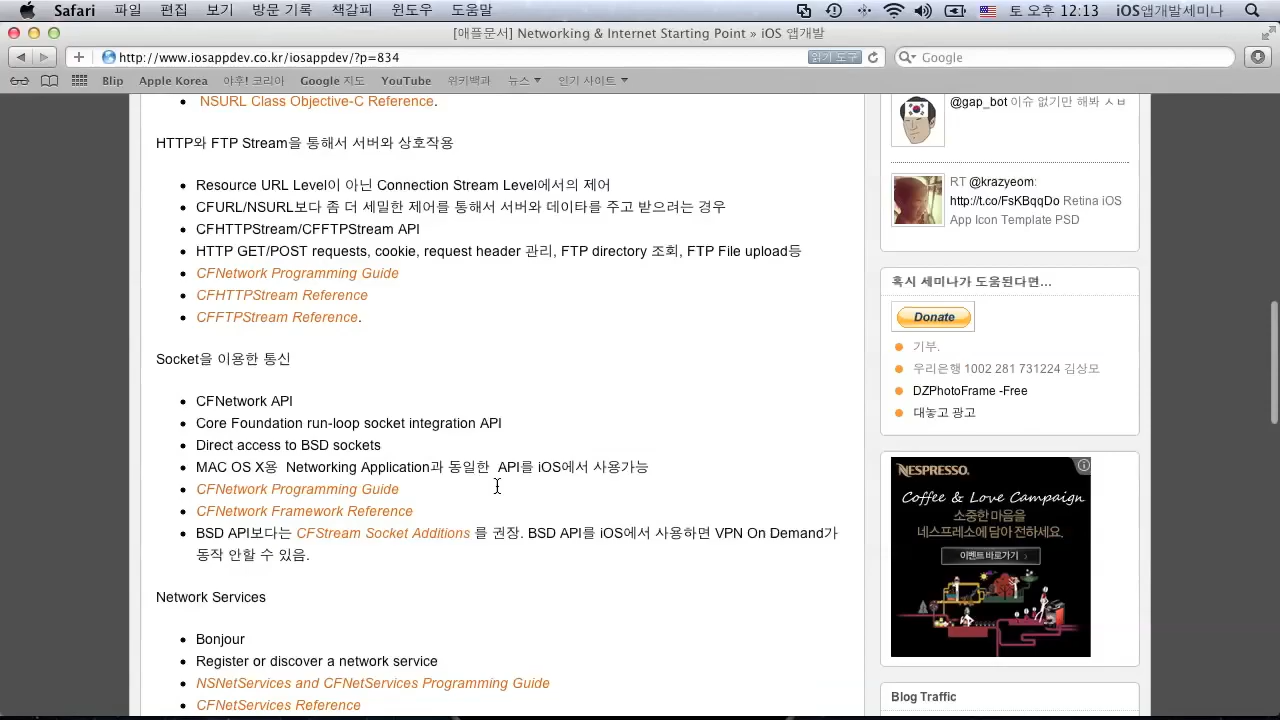 Safari 파일 편집 보기 방문 기록 책갈피 윈도우 도움말 토 오후 12:13 iOS앱개발세미나
[애플문서] Networking & Internet Starting Point » iOS 앱개발
http://www.iosappdev.co.kr/iosappdev/?p=834 읽기 도구 Google
Blip Apple Korea 야후! 코리아 Google 지도 YouTube 위키백과 뉴스 인기 사이트
NSURL Class Objective-C Reference.
HTTP와 FTP Stream을 통해서 서버와 상호작용
Resource URL Level이 아닌 Connection Stream Level에서의 제어
CFURL/NSURL보다 좀 더 세밀한 제어를 통해서 서버와 데이타를 주고 받으려는 경우
CFHTTPStream/CFFTPStream API
HTTP GET/POST requests, cookie, request header 관리, FTP directory 조회, FTP File upload등
CFNetwork Programming Guide
CFHTTPStream Reference
CFFTPStream Reference.
Socket을 이용한 통신
CFNetwork API
Core Foundation run-loop socket integration API
Direct access to BSD sockets
MAC OS X용 Networking Application과 동일한 API를 iOS에서 사용가능
CFNetwork Programming Guide
CFNetwork Framework Reference
BSD API보다는 CFStream Socket Additions 를 권장. BSD API를 iOS에서 사용하면 VPN On Demand가
동작 안할 수 있음.
Network Services
Bonjour
Register or discover a network service
NSNetServices and CFNetServices Programming Guide
CFNetServices Reference
@gap_bot 이슈 없기만 해봐 ㅅㅂ
RT @krazyeom:
http://t.co/FsKBqqDo Retina iOS
App Icon Template PSD
혹시 세미나가 도움된다면...
Donate
기부.
우리은행 1002 281 731224 김상모
DZPhotoFrame -Free
대놓고 광고
NESPRESSO.
Coffee & Love Campaign
소중한 마음을
네스프레소에 담아 전하세요.
이벤트 바로가기 >
Blog Traffic